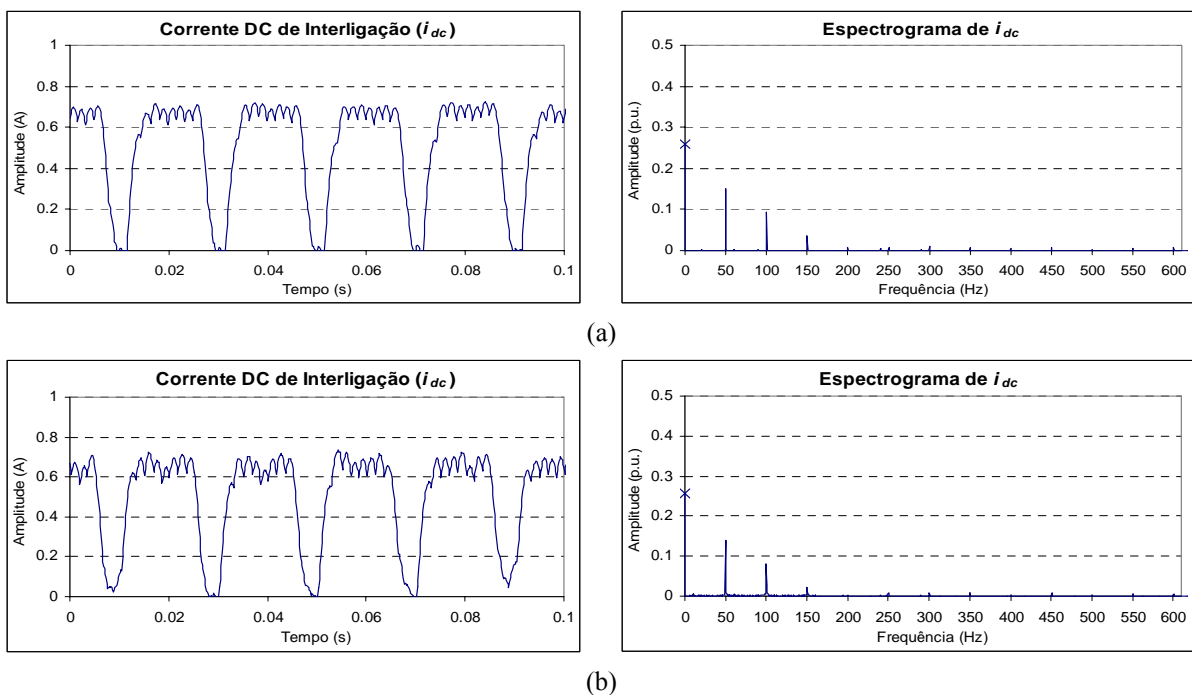 Corrente DC de Interligação (i dc)
Amplitude (A)
1
0.8
0.6
0.4
0.2
0
0 0.02 0.04 0.06 0.08 0.1
Tempo (s)
Espectrograma de i dc
Amplitude (p.u.)
0.5
0.4
0.3
0.2
0.1
0
0 50 100 150 200 250 300 350 400 450 500 550 600
Frequência (Hz)
(a)
Corrente DC de Interligação (i dc)
Amplitude (A)
1
0.8
0.6
0.4
0.2
0
0 0.02 0.04 0.06 0.08 0.1
Tempo (s)
Espectrograma de i dc
Amplitude (p.u.)
0.5
0.4
0.3
0.2
0.1
0
0 50 100 150 200 250 300 350 400 450 500 550 600
Frequência (Hz)
(b)